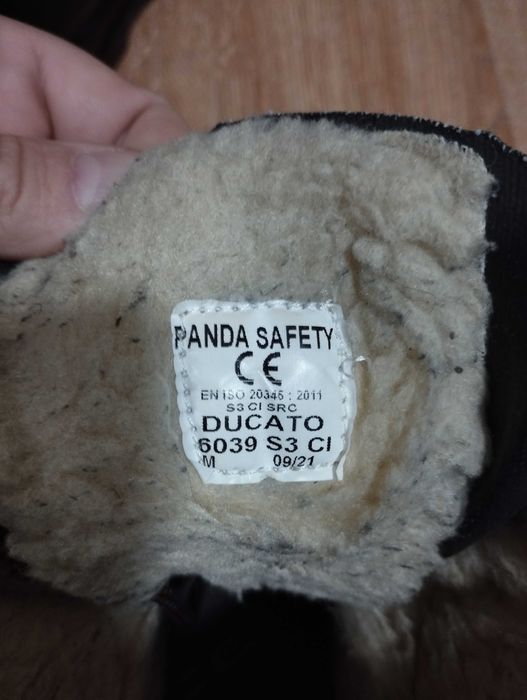 PANDA SAFETY
CE
EN ISO 20345 : 2011
S3 CI SRC
DUCATO
6039 S3 CI
M 09/21